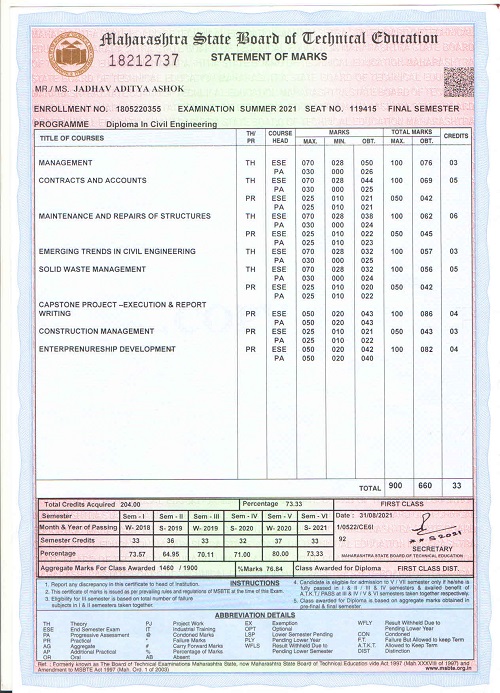 Maharashtra State Board of Technical Education
18212737
STATEMENT OF MARKS
MR./ MS. JADHAV ADITYA ASHOK
ENROLLMENT NO. 1805220355 EXAMINATION SUMMER 2021 SEAT NO. 119415 FINAL SEMESTER
PROGRAMME Diploma In Civil Engineering
TITLE OF COURSES TH/ PR COURSE HEAD MARKS MAX. MIN. OBT. TOTAL MARKS MAX. OBT. CREDITS
MANAGEMENT TH ESE 070 028 050 100 076 03
PA 030 000 026
CONTRACTS AND ACCOUNTS TH ESE 070 028 044 100 069 05
PA 030 000 025
PR ESE 025 010 021 050 042
PA 025 010 021
MAINTENANCE AND REPAIRS OF STRUCTURES TH ESE 070 028 038 100 062 06
PA 030 000 024
PR ESE 025 010 022 050 045
PA 025 010 023
EMERGING TRENDS IN CIVIL ENGINEERING TH ESE 070 028 032 100 057 03
PA 030 000 025
SOLID WASTE MANAGEMENT TH ESE 070 028 032 100 056 05
PA 030 000 024
PR ESE 025 010 020 050 042
PA 025 010 022
CAPSTONE PROJECT –EXECUTION & REPORT
WRITING PR ESE 050 020 043 100 086 04
PA 050 020 043
CONSTRUCTION MANAGEMENT PR ESE 025 010 021 050 043 03
PA 025 010 022
ENTERPRENURESHIP DEVELOPMENT PR ESE 050 020 042 100 082 04
PA 050 020 040
TOTAL 900 660 33
Total Credits Acquired 204.00 Percentage 73.33 FIRST CLASS
Semester Sem - I Sem - II Sem - III Sem - IV Sem - V Sem - VI Date : 31/08/2021
Month & Year of Passing W- 2018 S- 2019 W- 2019 S- 2020 W- 2020 S- 2021 1/0522/CE6I
Semester Credits 33 36 33 32 37 33 92
SECRETARY
Percentage 73.57 64.95 70.11 71.00 80.00 73.33 MAHARASHTRA STATE BOARD OF TECHNICAL EDUCATION
Aggregate Marks For Class Awarded 1460 / 1900 %Marks 76.84 Class Awarded for Diploma FIRST CLASS DIST.
INSTRUCTIONS
1. Report any discrepancy in this certificate to head of Institution.
2. This certificate of marks is issued as per prevailing rules and regulations of MSBTE at the time of this Exam.
3. Eligibility for III semester is based on total number of failure
subjects in I & II semesters taken together.
4. Candidate is eligible for admission to V / VI semester only if he/she is
fully passed in I & II / III & IV semesters & availed benefit of
A.T.K.T./ PASS at III & IV / V & VI semesters taken together respectively.
5. Class awarded for Diploma is based on aggregate marks obtained in
pre-final & final semester
ABBREVIATION DETAILS
TH Theory PJ Project Work EX Exemption WFLY Result Withheld Due to
ESE End Semester Exam IT Industrial Training OPT Optional Pending Lower Year
PA Progressive Assessment @ Condoned Marks LSP Lower Semester Pending CON Condoned
PR Practical * Failure Marks PLY Pending Lower Year F.T. Failure But Allowed to keep Term
AG Aggregate # Carry Forward Marks WFLS Result Withheld Due to A.T.K.T. Allowed to Keep Term
AP Additional Practical % Percentage of Marks Pending Lower Semester DIST Distinction
OR Oral AB Absent
Ref. : Formerly known as The Board of Technical Examinations Maharashtra State, now Maharashtra State Board of Technical Education vide Act 1997 (Mah XXXVIII of 1997) and
Amendment to MSBTE Act 1997 (Mah. Ord. 1 of 2003) www.msbte.org.in